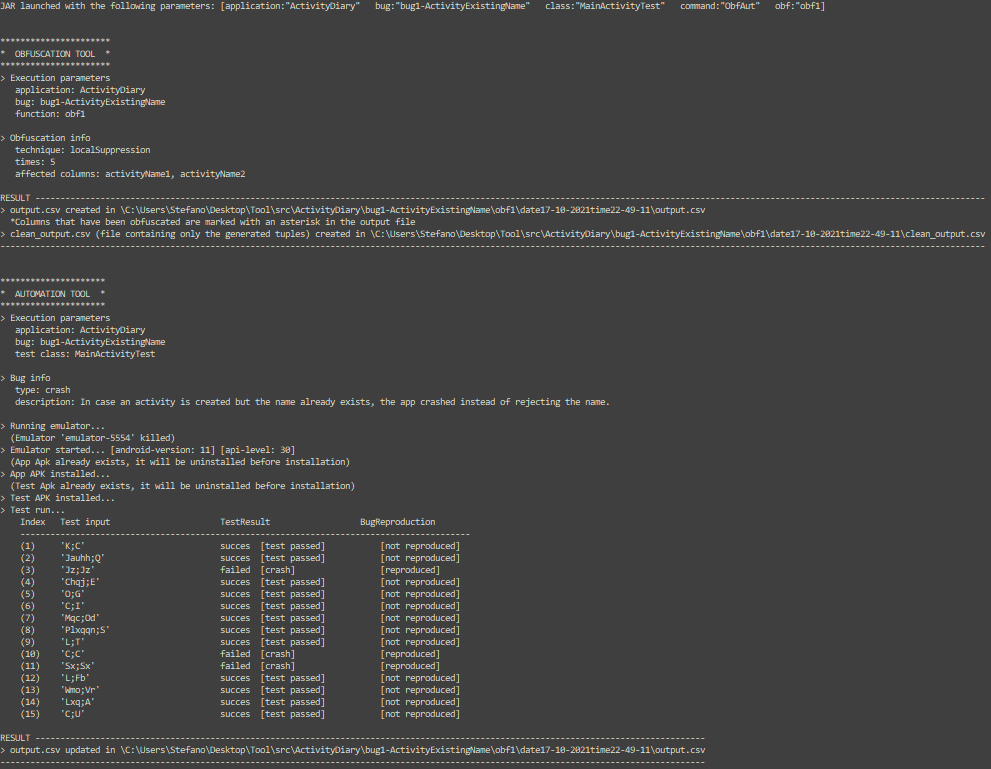 JAR launched with the following parameters: [application:"ActivityDiary"   bug:"bug1-ActivityExistingName"   class:"MainActivityTest"   command:"ObfAut"   obf:"obf1]
**********************
*  OBFUSCATION TOOL  *
**********************
> Execution parameters
application: ActivityDiary
bug: bug1-ActivityExistingName
function: obf1
> Obfuscation info
technique: localSuppression
times: 5
affected columns: activityName1, activityName2
RESULT ----------------------------------------------------------------------------------------------------------------------------------------------------------------------------------------------
> output.csv created in \C:\Users\Stefano\Desktop\Tool\src\ActivityDiary\bug1-ActivityExistingName\obf1\date17-10-2021time22-49-11\output.csv
*Columns that have been obfuscated are marked with an asterisk in the output file
> clean_output.csv (file containing only the generated tuples) created in \C:\Users\Stefano\Desktop\Tool\src\ActivityDiary\bug1-ActivityExistingName\obf1\date17-10-2021time22-49-11\clean_output.csv
-----------------------------------------------------------------------------------------------------------------------------------------------------------------------------------------------------
*********************
*  AUTOMATION TOOL  *
*********************
> Execution parameters
application: ActivityDiary
bug: bug1-ActivityExistingName
test class: MainActivityTest
> Bug info
type: crash
description: In case an activity is created but the name already exists, the app crashed instead of rejecting the name.
> Running emulator...
(Emulator 'emulator-5554' killed)
> Emulator started... [android-version: 11] [api-level: 30]
(App Apk already exists, it will be uninstalled before installation)
> App APK installed...
(Test Apk already exists, it will be uninstalled before installation)
> Test APK installed...
> Test run...
Index   Test input                      TestResult                  BugReproduction
------------------------------------------------------------------------------------------
(1)     'K;C'                           succes  [test passed]           [not reproduced]
(2)     'Jauhh;Q'                       succes  [test passed]           [not reproduced]
(3)     'Jz;Jz'                         failed  [crash]                 [reproduced]
(4)     'Chqj;E'                        succes  [test passed]           [not reproduced]
(5)     'O;G'                           succes  [test passed]           [not reproduced]
(6)     'C;I'                           succes  [test passed]           [not reproduced]
(7)     'Mqc;Od'                        succes  [test passed]           [not reproduced]
(8)     'Plxqqn;S'                      succes  [test passed]           [not reproduced]
(9)     'L;T'                           succes  [test passed]           [not reproduced]
(10)    'C;C'                           failed  [crash]                 [reproduced]
(11)    'Sx;Sx'                         failed  [crash]                 [reproduced]
(12)    'L;Fb'                          succes  [test passed]           [not reproduced]
(13)    'Wmo;Vr'                        succes  [test passed]           [not reproduced]
(14)    'Lxq;A'                         succes  [test passed]           [not reproduced]
(15)    'C;U'                           succes  [test passed]           [not reproduced]
RESULT --------------------------------------------------------------------------------------------------------------------------------------
> output.csv updated in \C:\Users\Stefano\Desktop\Tool\src\ActivityDiary\bug1-ActivityExistingName\obf1\date17-10-2021time22-49-11\output.csv
---------------------------------------------------------------------------------------------------------------------------------------------